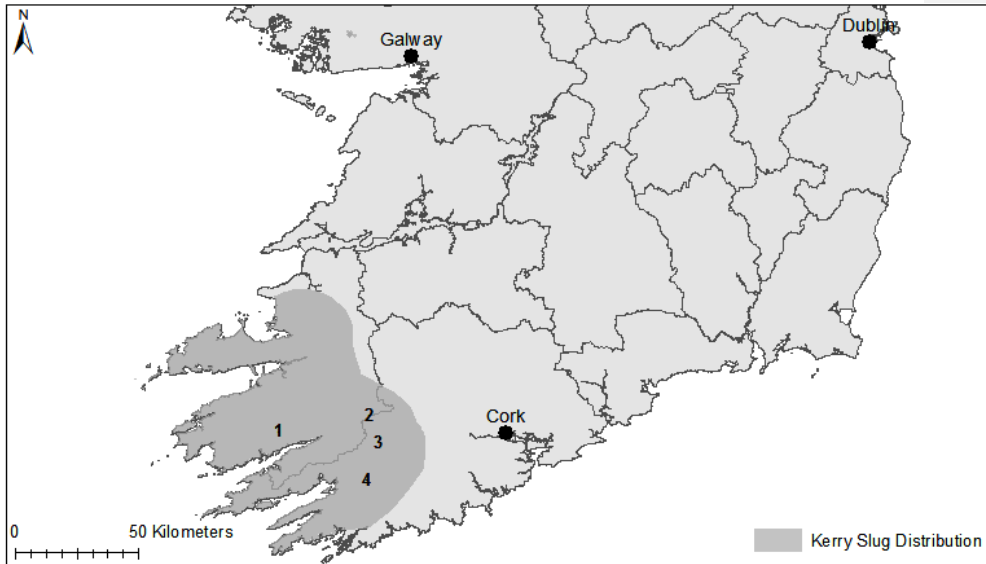 N
Galway
Dublin
2
1
3
Cork
4
0 50 Kilometers
Kerry Slug Distribution